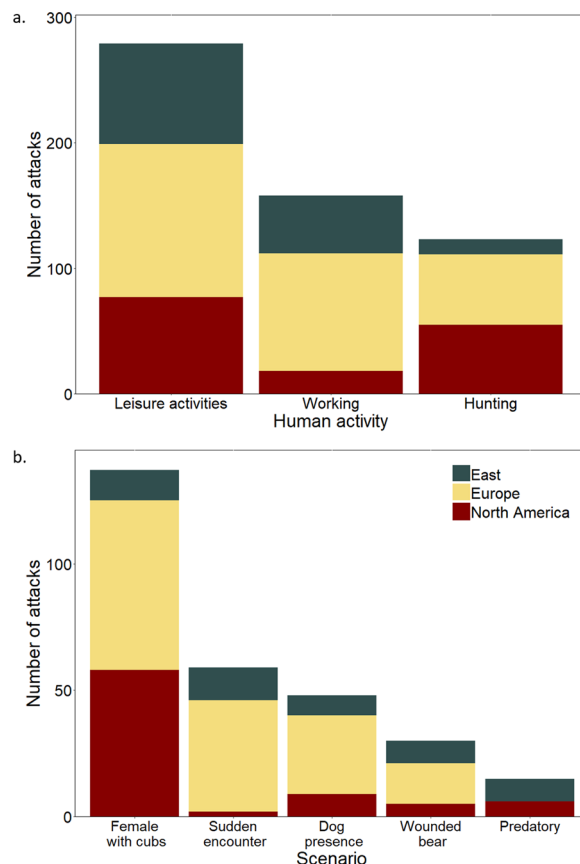 a.
300
200
100
0
Number of attacks
Leisure activities
Working
Hunting
Human activity
b.
East
Europe
North America
100
50
0
Number of attacks
Female
with cubs
Sudden
encounter
Dog
presence
Wounded
bear
Predatory
Scenario